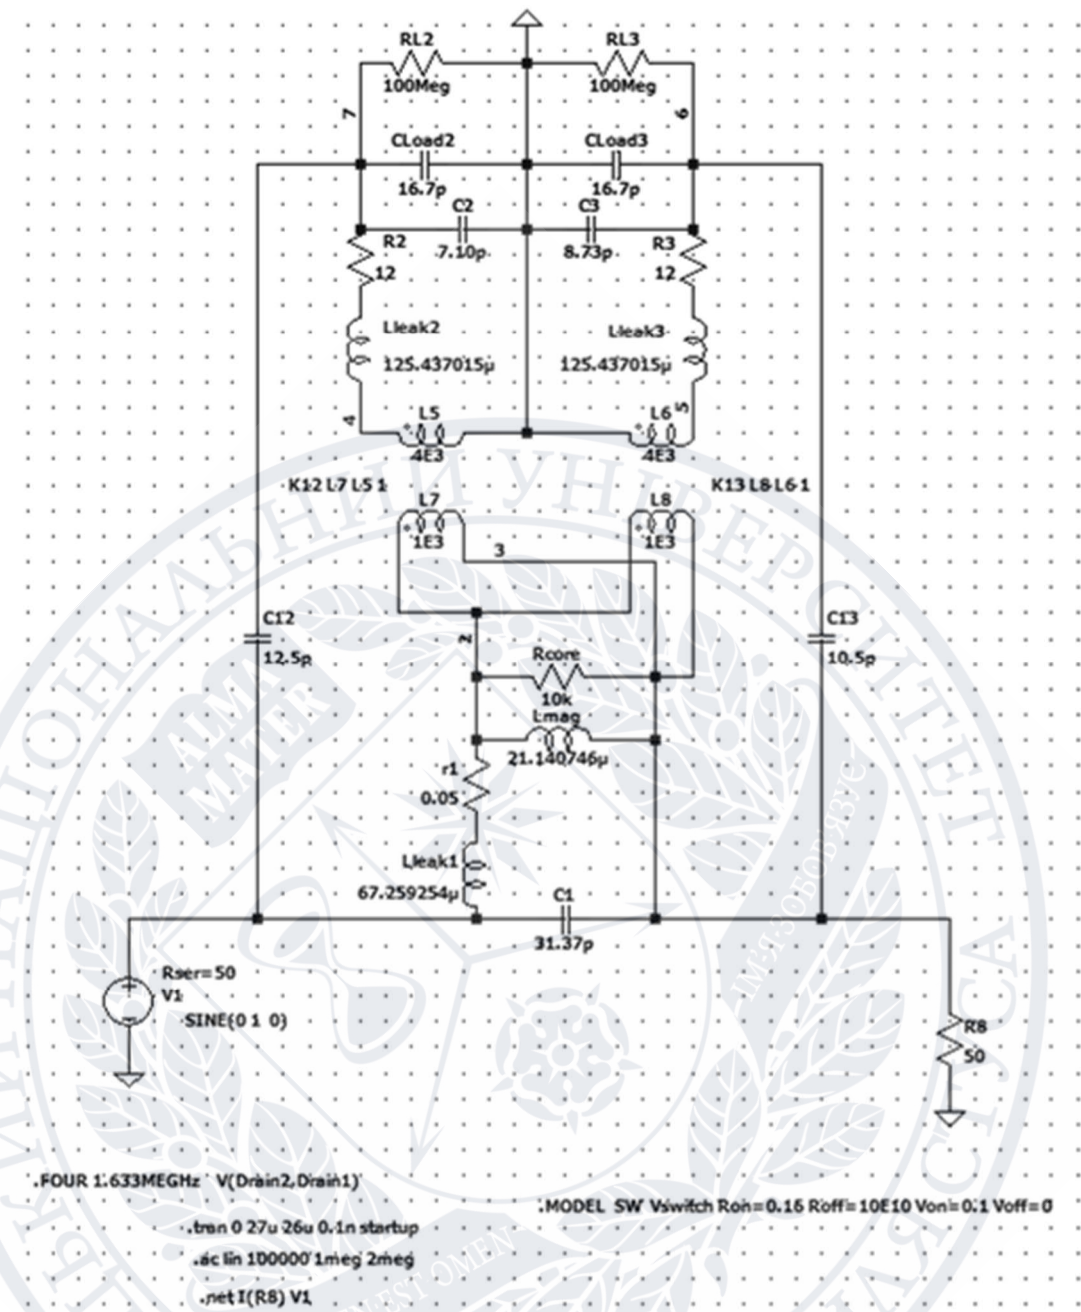 RL2 RL3
100Meg 100Meg
7 6
CLoad2 CLoad3
16.7p 16.7p
C2 C3
R2 R3
7.10p 8.73p
12 12
Lleak2 Lleak3
125.437015µ 125.437015µ
4 5
L5 L6
4E3 4E3
K12 L7 L5 1 K13 L8 L6 1
L7 L8
1E3 1E3
3
C12 C13
2
12.5p 10.5p
Rcore
10k
Lmag
21.140746µ
r1
0.05
Lleak1
67.259254µ
C1
31.37p
Rser=50
V1
SINE(0 1 0)
R8
50
.FOUR 1.633MEGHz V(Drain2,Drain1)
.MODEL SW Vswitch Ron=0.16 Roff=10E10 Von=0.1 Voff=0
.tran 0 27u 26u 0.1n startup
.ac lin 100000 1meg 2meg
.net I(R8) V1
ALMA
MATER